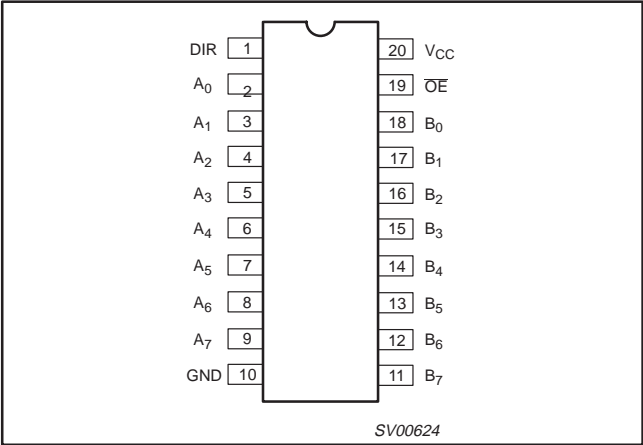 DIR 1 20 VCC
A0 2 19 O̅E̅
A1 3 18 B0
A2 4 17 B1
A3 5 16 B2
A4 6 15 B3
A5 7 14 B4
A6 8 13 B5
A7 9 12 B6
GND 10 11 B7
SV00624